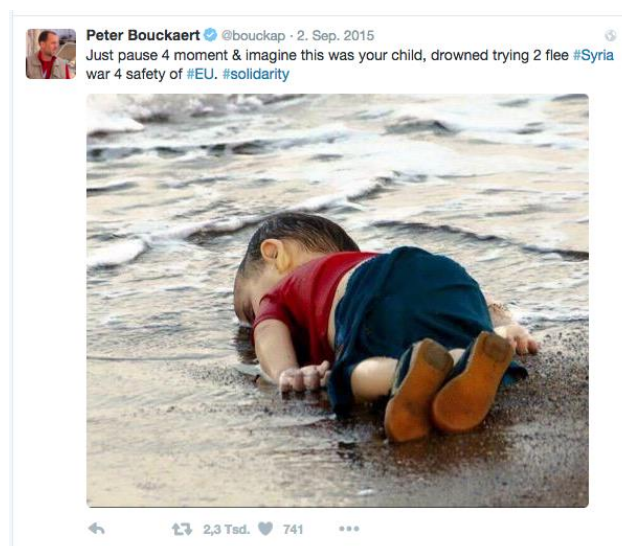 Peter Bouckaert @bouckap · 2. Sep. 2015
Just pause 4 moment & imagine this was your child, drowned trying 2 flee #Syria
war 4 safety of #EU. #solidarity
2,3 Tsd. 741